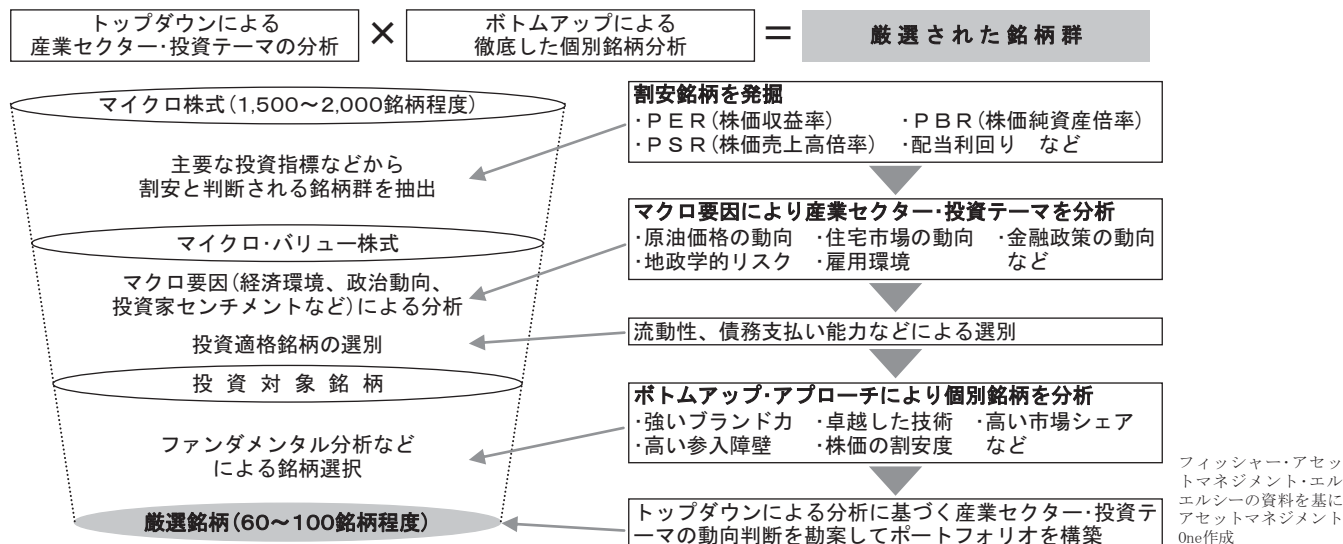 トップダウンによる
産業セクター・投資テーマの分析
×
ボトムアップによる
徹底した個別銘柄分析
=
厳選された銘柄群
マイクロ株式(1,500～2,000銘柄程度)
主要な投資指標などから
割安と判断される銘柄群を抽出
マイクロ・バリュー株式
マクロ要因(経済環境、政治動向、
投資家センチメントなど)による分析
投資適格銘柄の選別
投資対象銘柄
ファンダメンタル分析など
による銘柄選択
厳選銘柄(60～100銘柄程度)
割安銘柄を発掘
・PER(株価収益率) ・PBR(株価純資産倍率)
・PSR(株価売上高倍率) ・配当利回り など
マクロ要因により産業セクター・投資テーマを分析
・原油価格の動向 ・住宅市場の動向 ・金融政策の動向
・地政学的リスク ・雇用環境 など
流動性、債務支払い能力などによる選別
ボトムアップ・アプローチにより個別銘柄を分析
・強いブランド力 ・卓越した技術 ・高い市場シェア
・高い参入障壁 ・株価の割安度 など
トップダウンによる分析に基づく産業セクター・投資テ
ーマの動向判断を勘案してポートフォリオを構築
フィッシャー・アセッ
トマネジメント・エル
エルシーの資料を基に
アセットマネジメント
One作成